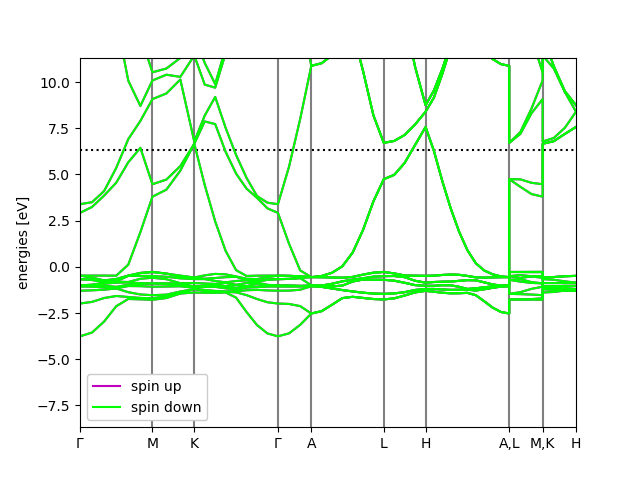 energies [eV]
10.0
7.5
5.0
2.5
0.0
−2.5
−5.0
−7.5
spin up
spin down
Γ M K Γ A L H A,L M,K H